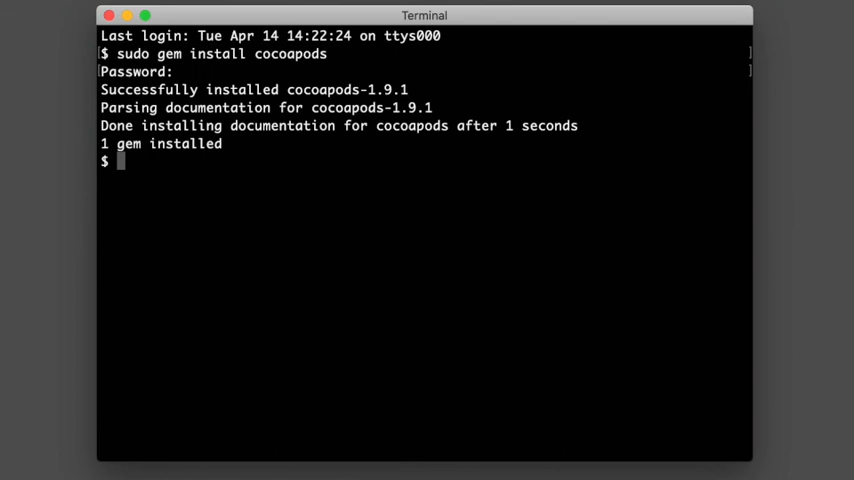 Terminal
Last login: Tue Apr 14 14:22:24 on ttys000
[$ sudo gem install cocoapods ]
[Password: ]
Successfully installed cocoapods-1.9.1
Parsing documentation for cocoapods-1.9.1
Done installing documentation for cocoapods after 1 seconds
1 gem installed
$